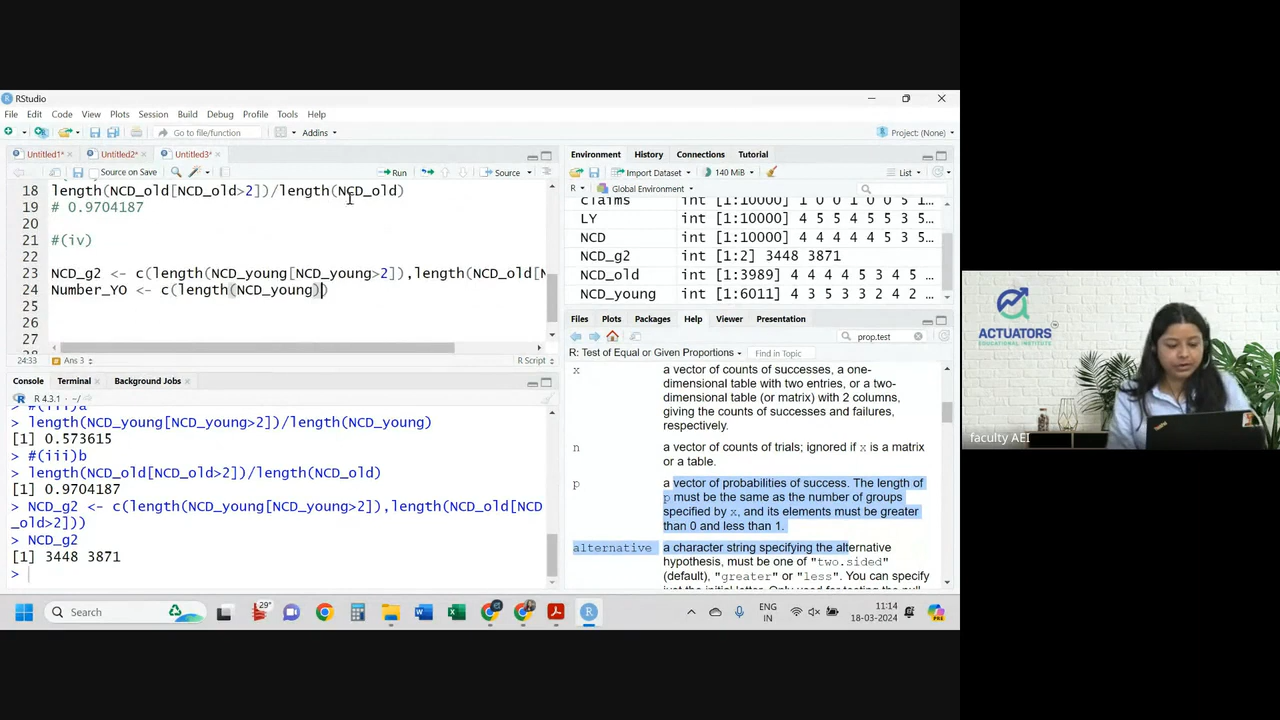 RStudio
File Edit Code View Plots Session Build Debug Profile Tools Help
Go to file/function Addins Project: (None)
Untitled1* Untitled2* Untitled3*
Source on Save Run Source
18 length(NCD_old[NCD_old>2])/length(NCD_old)
19 # 0.9704187
20
21 #(iv)
22
23 NCD_g2 <- c(length(NCD_young[NCD_young>2]),length(NCD_old[N
24 Number_YO <- c(length(NCD_young))
25
26
27
28
24:33 Ans 3 R Script
Console Terminal Background Jobs
R 4.3.1 · ~/
> #(iii)a
> length(NCD_young[NCD_young>2])/length(NCD_young)
[1] 0.573615
> #(iii)b
> length(NCD_old[NCD_old>2])/length(NCD_old)
[1] 0.9704187
> NCD_g2 <- c(length(NCD_young[NCD_young>2]),length(NCD_old[NCD
_old>2]))
> NCD_g2
[1] 3448 3871
>
Environment History Connections Tutorial
Import Dataset 140 MiB List
R Global Environment
claims int [1:10000] 1 0 0 1 0 0 5 1…
LY int [1:10000] 4 5 5 4 5 5 3 5…
NCD int [1:10000] 4 4 4 4 4 5 3 5…
NCD_g2 int [1:2] 3448 3871
NCD_old int [1:3989] 4 4 4 4 5 3 4 5 …
NCD_young int [1:6011] 4 3 5 3 3 2 4 2 …
Files Plots Packages Help Viewer Presentation
prop.test
R: Test of Equal or Given Proportions Find in Topic
x a vector of counts of successes, a one-
dimensional table with two entries, or a two-
dimensional table (or matrix) with 2 columns,
giving the counts of successes and failures,
respectively.
n a vector of counts of trials; ignored if x is a matrix
or a table.
p a vector of probabilities of success. The length of
p must be the same as the number of groups
specified by x, and its elements must be greater
than 0 and less than 1.
alternative a character string specifying the alternative
hypothesis, must be one of "two.sided"
(default), "greater" or "less". You can specify
just the initial letter. Only used for testing the null
Search 29° ENG IN 11:14 18-03-2024
ACTUATORS
EDUCATIONAL INSTITUTE
faculty AEI